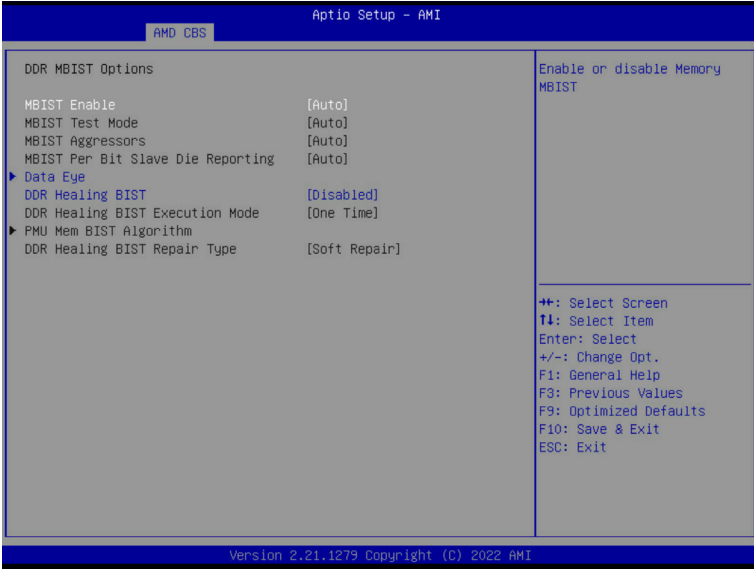 Aptio Setup – AMI
AMD CBS
DDR MBIST Options
MBIST Enable [Auto]
MBIST Test Mode [Auto]
MBIST Aggressors [Auto]
MBIST Per Bit Slave Die Reporting [Auto]
Data Eye
DDR Healing BIST [Disabled]
DDR Healing BIST Execution Mode [One Time]
PMU Mem BIST Algorithm
DDR Healing BIST Repair Type [Soft Repair]
Enable or disable Memory
MBIST
→←: Select Screen
↑↓: Select Item
Enter: Select
+/-: Change Opt.
F1: General Help
F3: Previous Values
F9: Optimized Defaults
F10: Save & Exit
ESC: Exit
Version 2.21.1279 Copyright (C) 2022 AMI